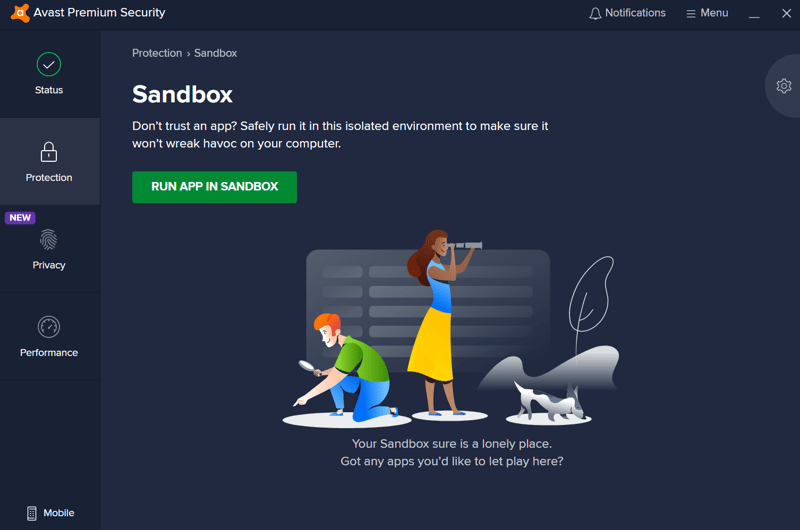 Avast Premium Security
Notifications
Menu
Status
Protection
NEW
Privacy
Performance
Mobile
Protection › Sandbox
Sandbox
Don’t trust an app? Safely run it in this isolated environment to make sure it
won’t wreak havoc on your computer.
RUN APP IN SANDBOX
Your Sandbox sure is a lonely place.
Got any apps you’d like to let play here?